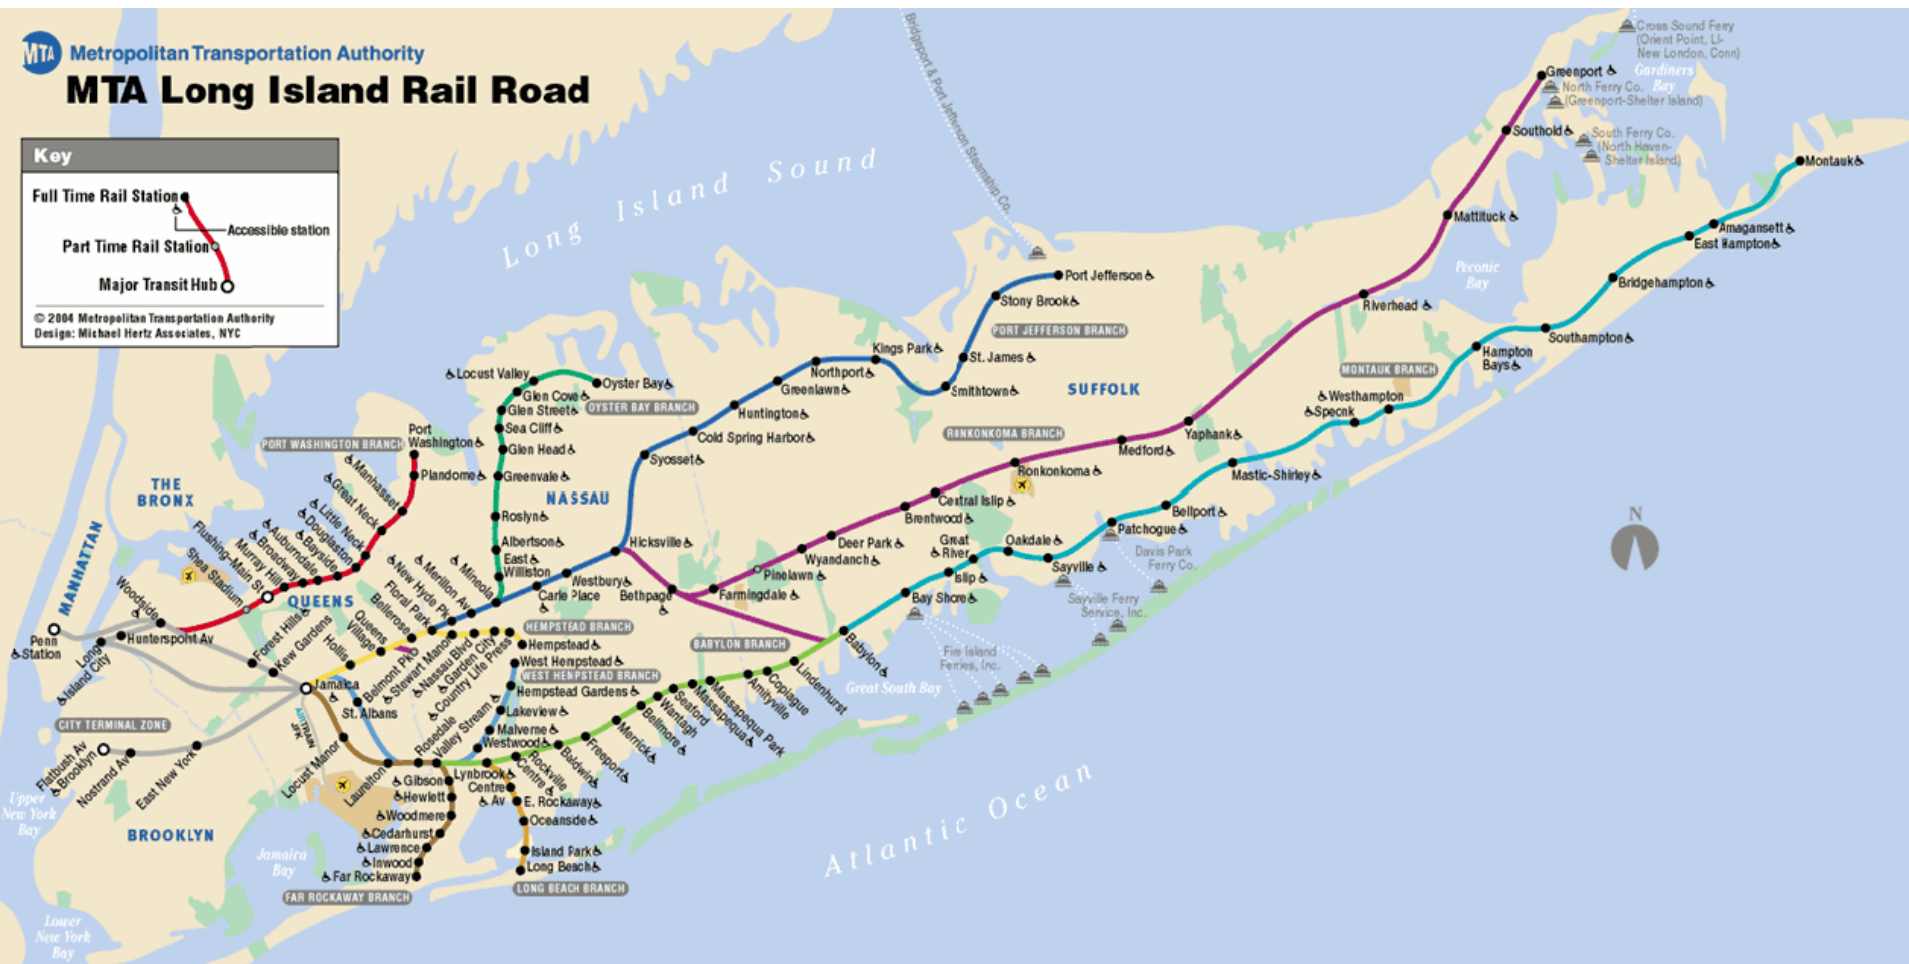 MTA
Metropolitan Transportation Authority
MTA Long Island Rail Road
Key
Full Time Rail Station
Accessible station
Part Time Rail Station
Major Transit Hub
© 2004 Metropolitan Transportation Authority
Design: Michael Hertz Associates, NYC
Bridgeport & Port Jefferson Steamship Co.
Long Island Sound
Cross Sound Ferry
(Orient Point, LI-
New London, Conn)
Gardiners
Bay
Greenport
North Ferry Co.
(Greenport-Shelter Island)
Southold
South Ferry Co.
(North Haven-
Shelter Island)
Montauk
Mattituck
Amagansett
East Hampton
Peconic
Bay
Bridgehampton
Riverhead
Southampton
Hampton
Bays
MONTAUK BRANCH
Westhampton
Speonk
Port Jefferson
Stony Brook
PORT JEFFERSON BRANCH
St. James
Kings Park
Northport
Smithtown
Greenlawn
Huntington
Cold Spring Harbor
Syosset
SUFFOLK
RONKONKOMA BRANCH
Yaphank
Medford
Ronkonkoma
Mastic-Shirley
Central Islip
Brentwood
Bellport
Patchogue
Deer Park
Wyandanch
Pinelawn
Farmingdale
Great
River
Oakdale
Islip
Sayville
Bay Shore
Davis Park
Ferry Co.
Sayville Ferry
Service, Inc.
Fire Island
Ferries, Inc.
Great South Bay
Locust Valley
Oyster Bay
Glen Cove
OYSTER BAY BRANCH
Glen Street
Sea Cliff
Glen Head
Greenvale
NASSAU
Roslyn
Albertson
East
Williston
Hicksville
Westbury
Carle Place
Bethpage
Port
Washington
PORT WASHINGTON BRANCH
Plandome
Manhasset
Great Neck
Little Neck
Douglaston
Bayside
Auburndale
Broadway
Murray Hill
Flushing-Main St
Shea Stadium
THE
BRONX
MANHATTAN
QUEENS
Woodside
Penn
Station
Hunterspoint Av
Long
Island City
Forest Hills
Kew Gardens
Jamaica
Hollis
Queens
Village
Bellerose
Floral Park
New Hyde Pk
Merillon Av
Mineola
Belmont Pk
Stewart Manor
Nassau Blvd
Garden City
Country Life Press
HEMPSTEAD BRANCH
Hempstead
West Hempstead
WEST HEMPSTEAD BRANCH
Hempstead Gardens
Lakeview
Malverne
Westwood
BABYLON BRANCH
Babylon
Lindenhurst
Copiague
Amityville
Massapequa Park
Massapequa
Seaford
Wantagh
Bellmore
Merrick
Freeport
Baldwin
Rockville
Centre
Lynbrook
Valley Stream
Rosedale
Laurelton
Locust Manor
St. Albans
AIRTRAIN
JFK
CITY TERMINAL ZONE
Flatbush Av
Brooklyn
Nostrand Av
East New York
BROOKLYN
Upper
New York
Bay
Jamaica
Bay
Lower
New York
Bay
Gibson
Hewlett
Woodmere
Cedarhurst
Lawrence
Inwood
Far Rockaway
FAR ROCKAWAY BRANCH
Centre
Av
E. Rockaway
Oceanside
Island Park
Long Beach
LONG BEACH BRANCH
Atlantic Ocean
N